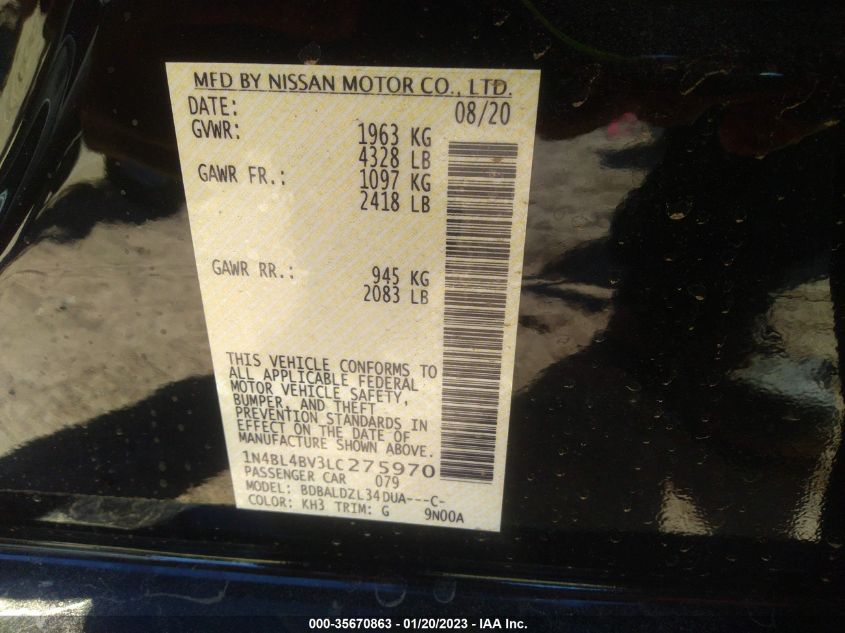 MFD BY NISSAN MOTOR CO., LTD.
DATE: 08/20
GVWR: 1963 KG
4328 LB
GAWR FR.: 1097 KG
2418 LB
GAWR RR.: 945 KG
2083 LB
THIS VEHICLE CONFORMS TO
ALL APPLICABLE FEDERAL
MOTOR VEHICLE SAFETY,
BUMPER, AND THEFT
PREVENTION STANDARDS IN
EFFECT ON THE DATE OF
MANUFACTURE SHOWN ABOVE.
1N4BL4BV3LC275970
PASSENGER CAR 079
MODEL: BDBALDZL34DUA---C-
COLOR: KH3 TRIM: G 9N00A
000-35670863 - 01/20/2023 - IAA Inc.